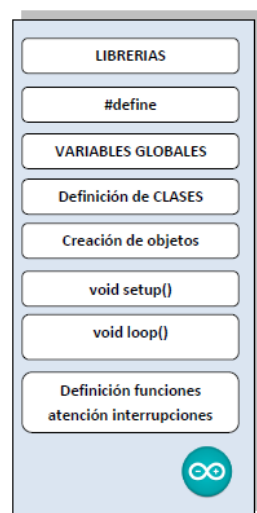 LIBRERIAS
#define
VARIABLES GLOBALES
Definición de CLASES
Creación de objetos
void setup()
void loop()
Definición funciones
atención interrupciones